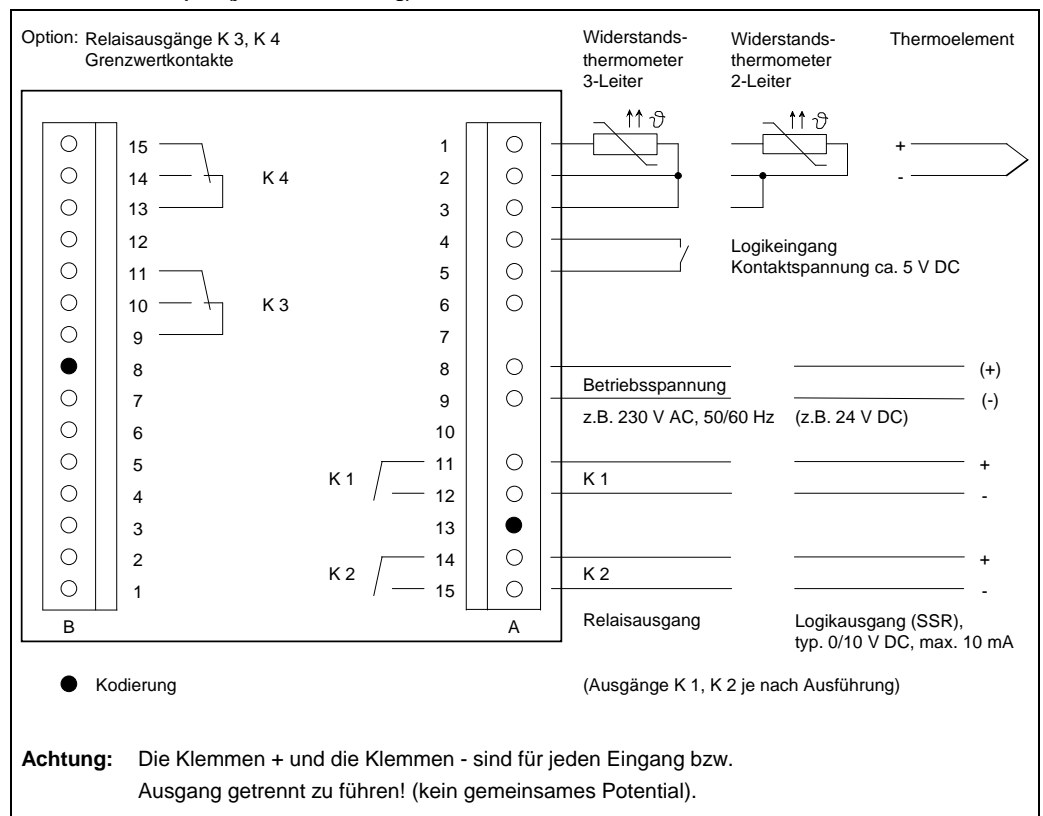 Option: Relaisausgänge K 3, K 4
Grenzwertkontakte
Widerstands-
thermometer
3-Leiter
Widerstands-
thermometer
2-Leiter
Thermoelement
15
14
K 4
13
12
11
10
K 3
9
8
7
6
5
4
3
2
1
B
1
2
3
4
5
6
7
8
9
10
K 1
11
12
13
K 2
14
15
A
ϑ
ϑ
+
-
Logikeingang
Kontaktspannung ca. 5 V DC
(+)
Betriebsspannung
(-)
z.B. 230 V AC, 50/60 Hz
(z.B. 24 V DC)
+
K 1
-
+
K 2
-
Relaisausgang
Logikausgang (SSR),
typ. 0/10 V DC, max. 10 mA
Kodierung
(Ausgänge K 1, K 2 je nach Ausführung)
Achtung: Die Klemmen + und die Klemmen - sind für jeden Eingang bzw.
Ausgang getrennt zu führen! (kein gemeinsames Potential).